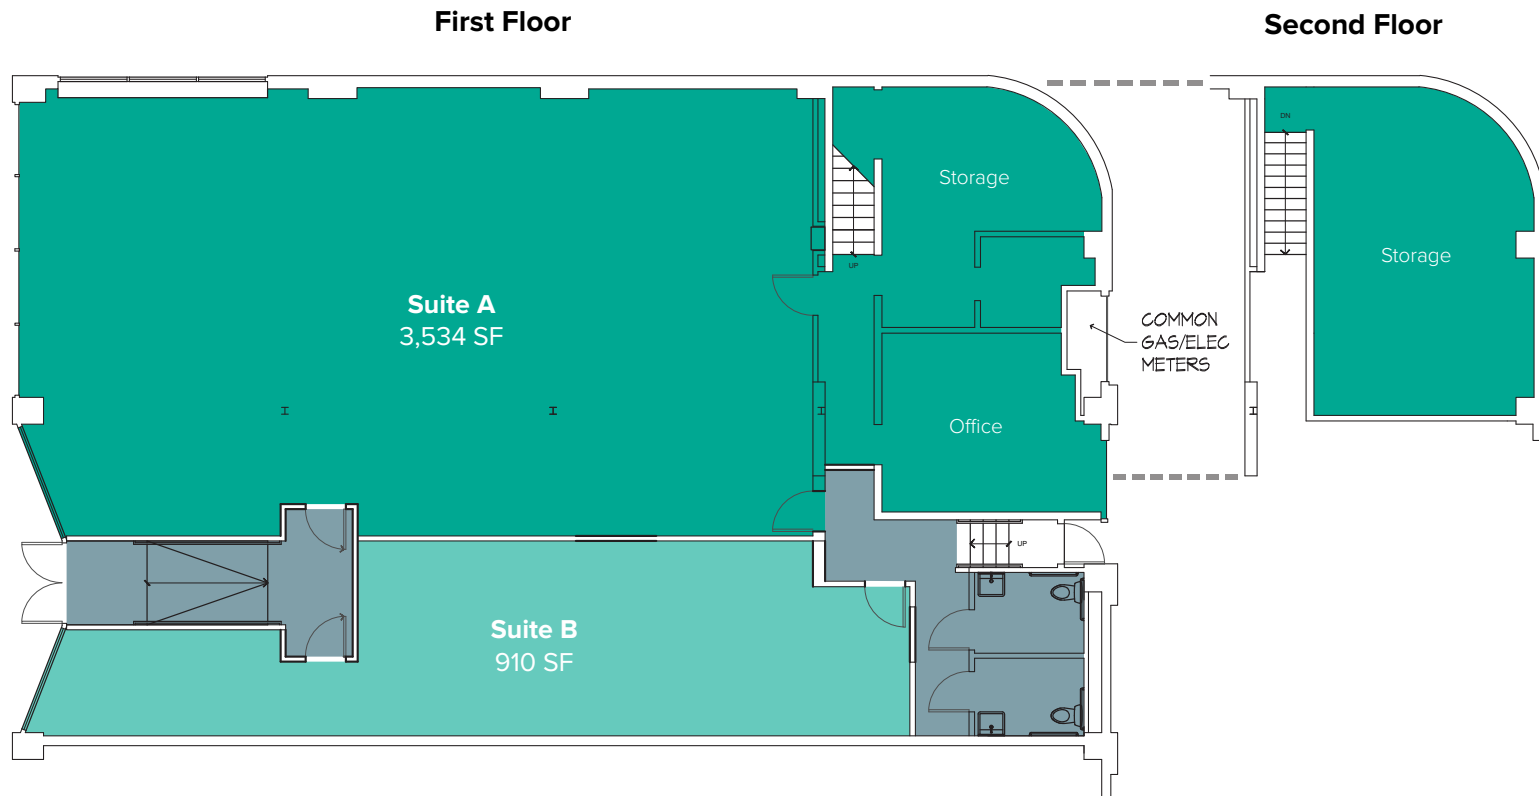 First Floor
Second Floor
DN
Storage
UP
Storage
Suite A
3,534 SF
COMMON
GAS/ELEC
METERS
Office
UP
Suite B
910 SF